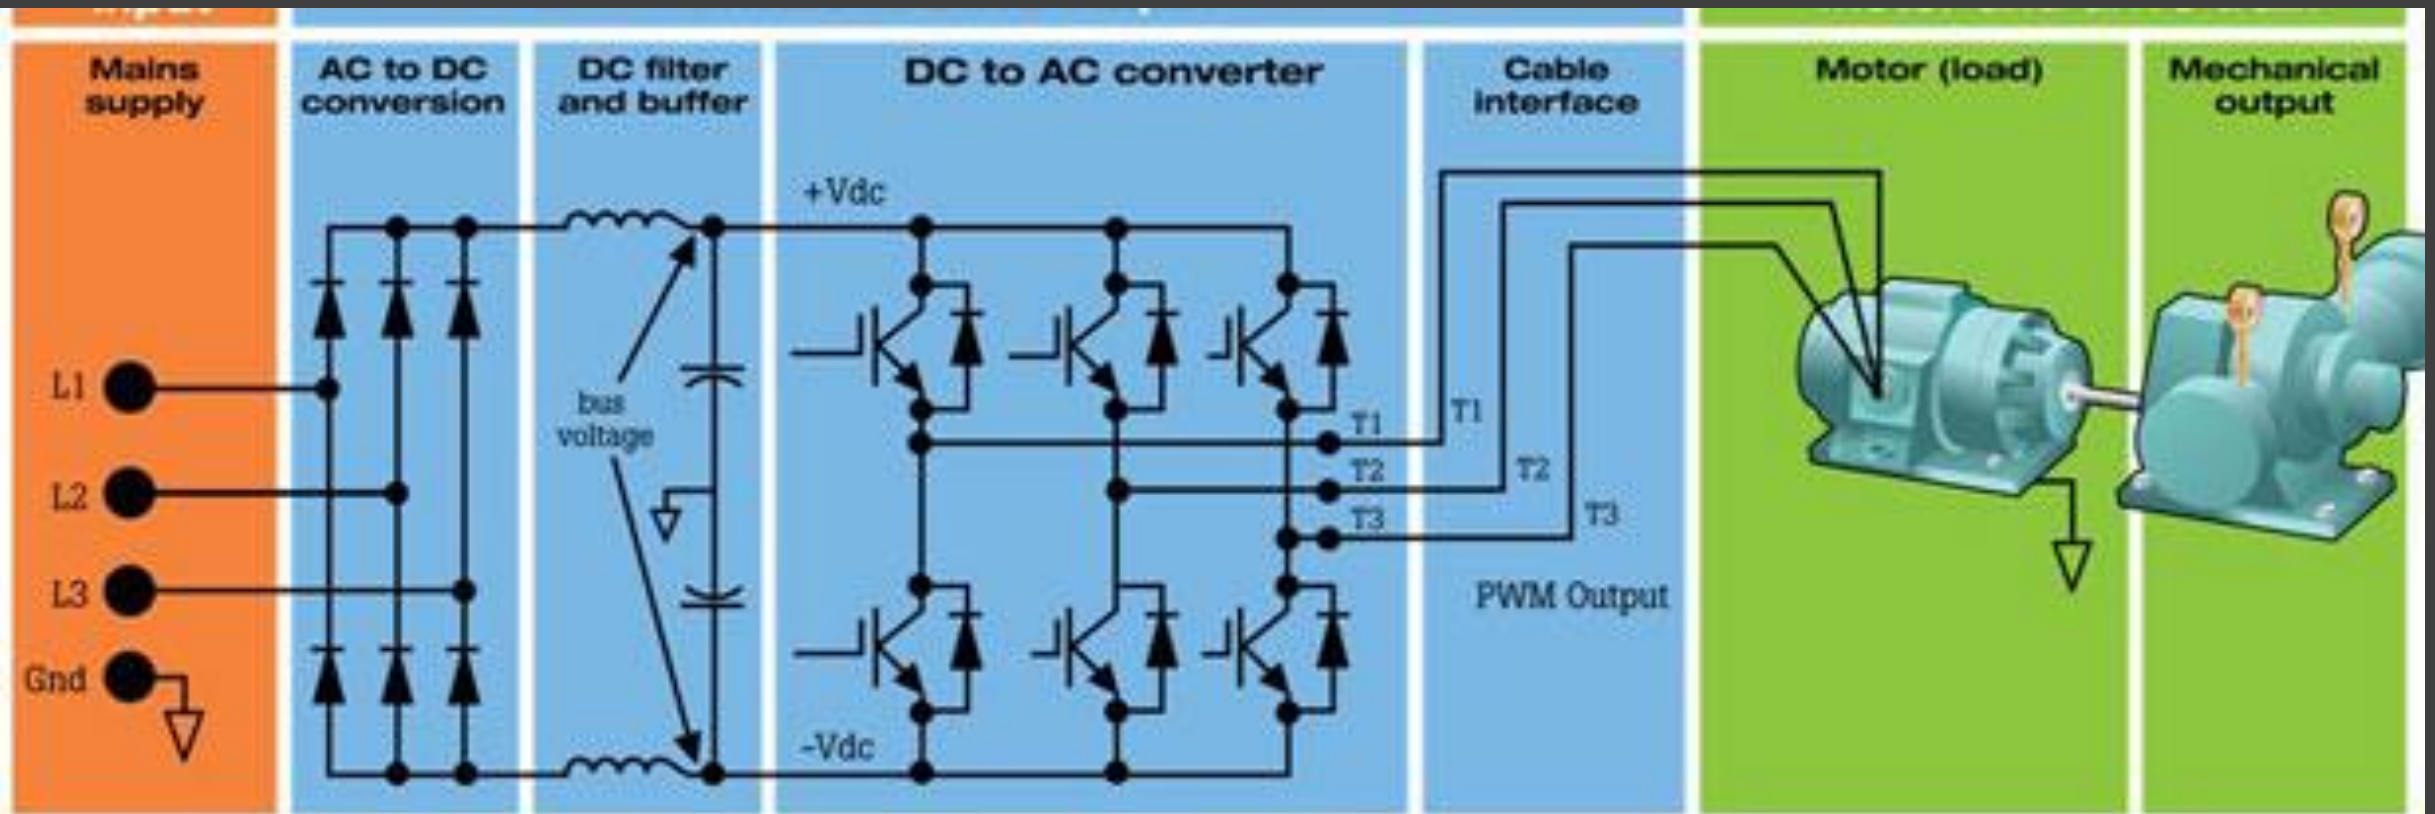 Input
Mains
supply
AC to DC
conversion
DC filter
and buffer
DC to AC converter
Cable
interface
Motor (load)
Mechanical
output
+Vdc
L1
L2
L3
Gnd
bus
voltage
T1
T2
T3
T1
T2
T3
PWM Output
-Vdc